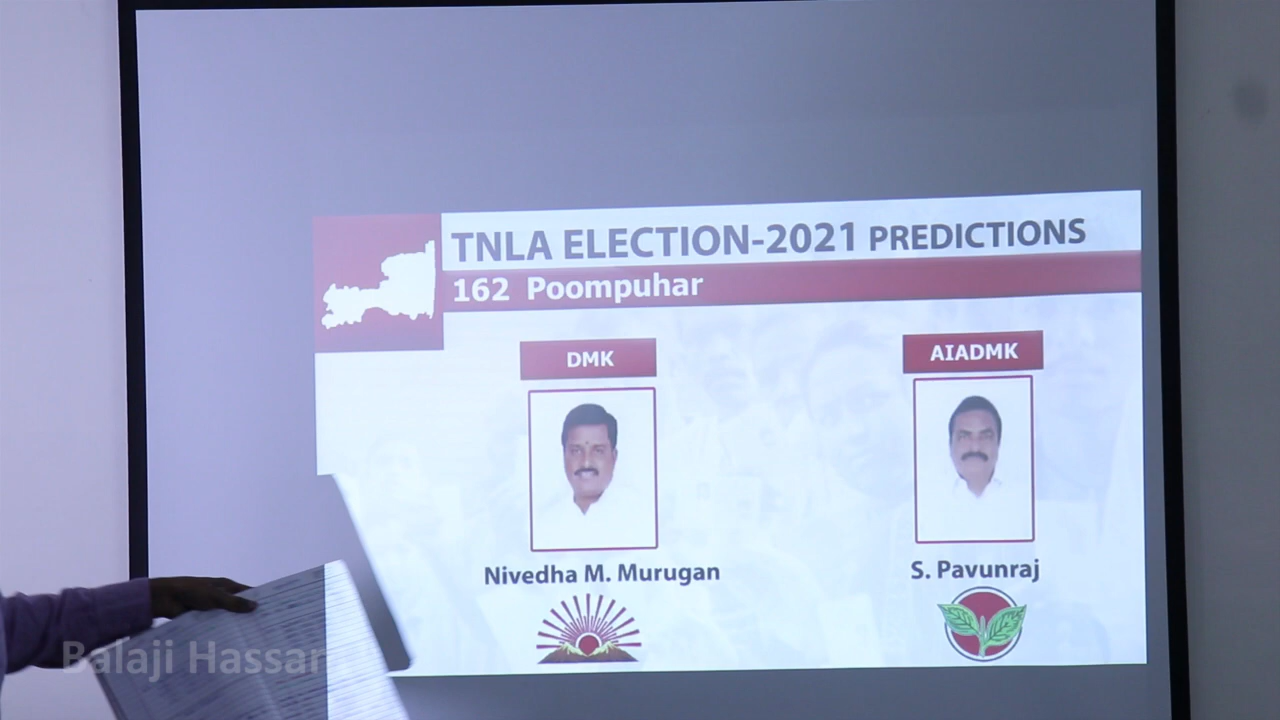 TNLA ELECTION-2021 PREDICTIONS
162 Poompuhar
DMK
AIADMK
Nivedha M. Murugan
S. Pavunraj
Balaji Hassan